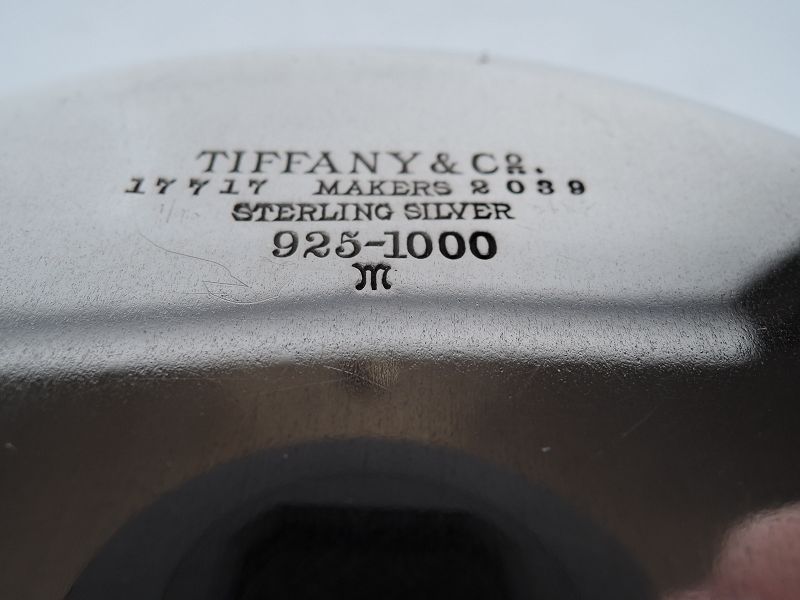 TIFFANY & Co.
17717 MAKERS 2039
STERLING SILVER
925-1000
m